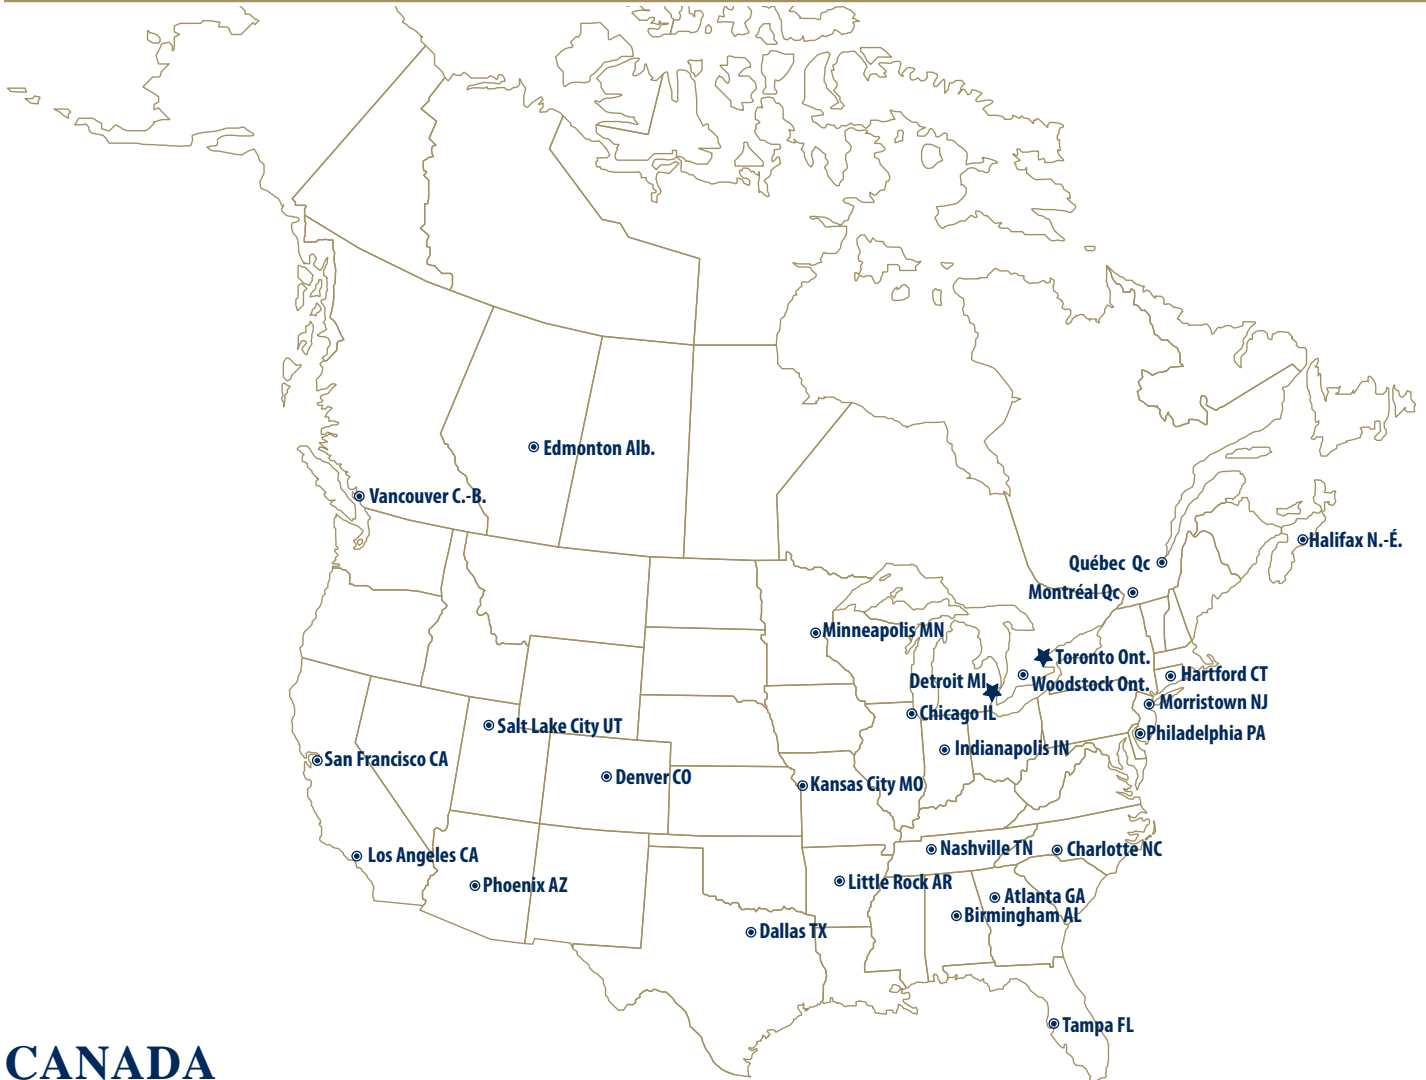 Edmonton Alb.
Vancouver C.-B.
Halifax N.-É.
Québec Qc
Montréal Qc
Minneapolis MN
Toronto Ont.
Hartford CT
Detroit MI
Woodstock Ont.
Morristown NJ
Chicago IL
Salt Lake City UT
Philadelphia PA
Indianapolis IN
San Francisco CA
Denver CO
Kansas City MO
Nashville TN
Charlotte NC
Los Angeles CA
Little Rock AR
Phoenix AZ
Atlanta GA
Birmingham AL
Dallas TX
Tampa FL
CANADA